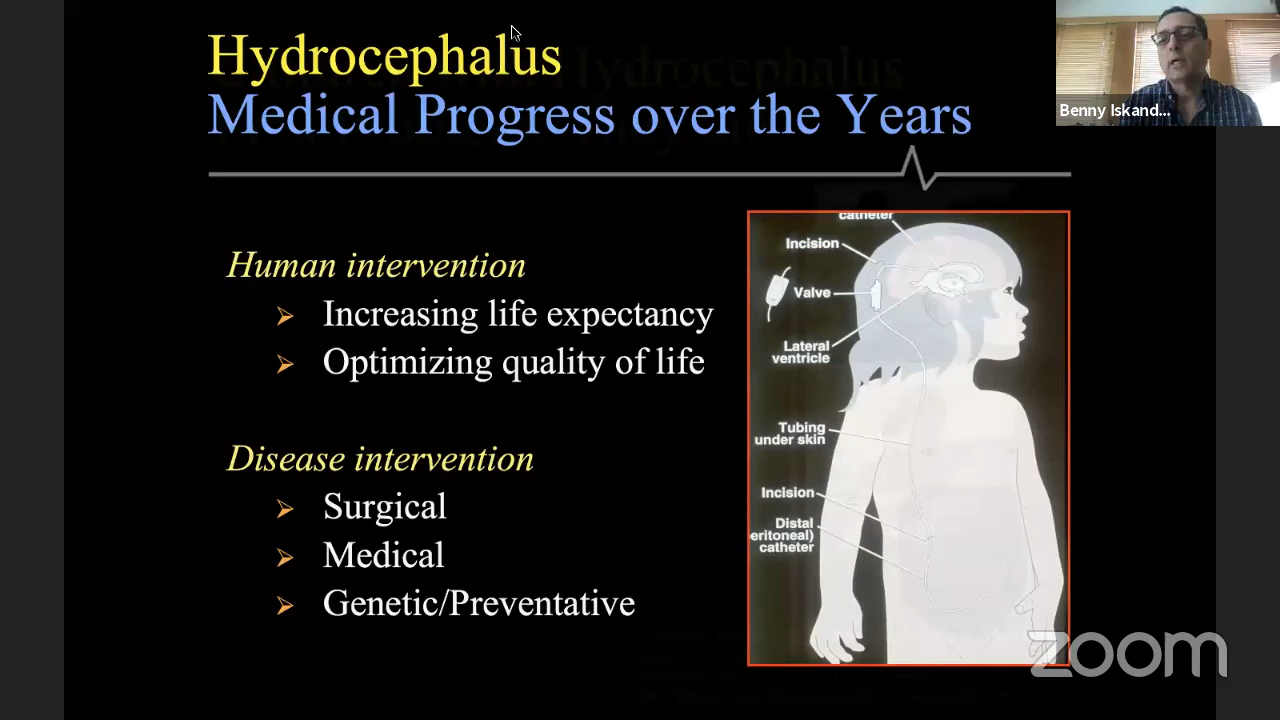 Hydrocephalus
Medical Progress over the Years
Benny Iskand...
Human intervention
Increasing life expectancy
Optimizing quality of life
Disease intervention
Surgical
Medical
Genetic/Preventative
catheter
Incision
Valve
Lateral
ventricle
Tubing
under skin
Incision
Distal
eritoneal)
catheter
zoom